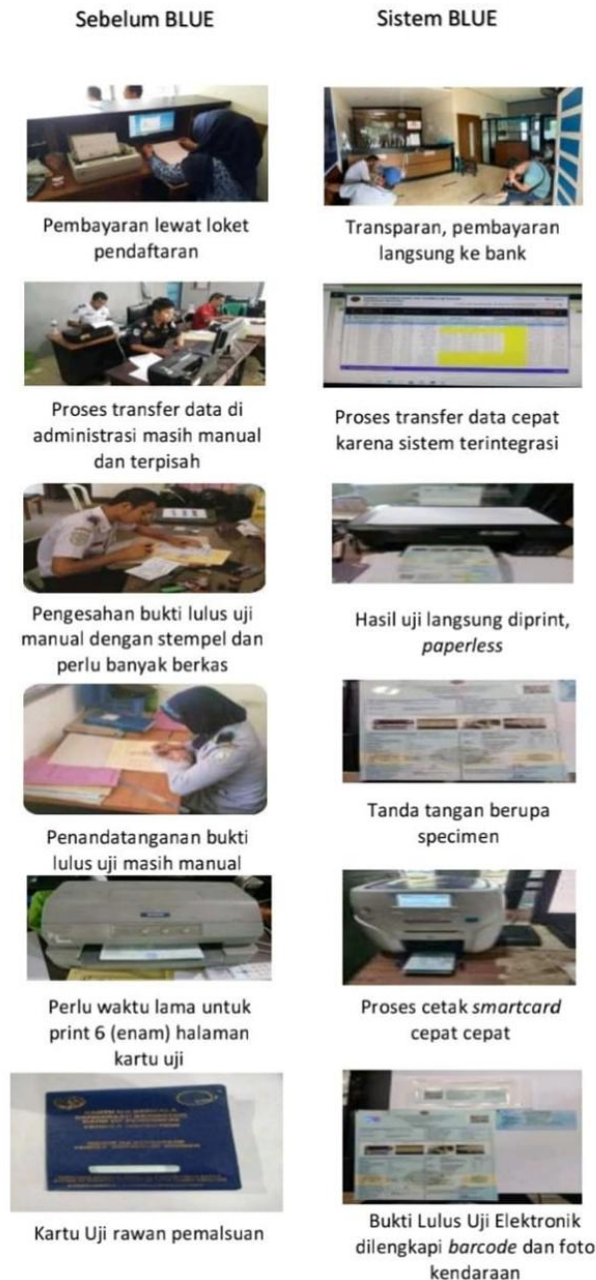 Sebelum BLUE
Sistem BLUE
Pembayaran lewat loket
pendaftaran
Transparan, pembayaran
langsung ke bank
Proses transfer data di
administrasi masih manual
dan terpisah
Proses transfer data cepat
karena sistem terintegrasi
Pengesahan bukti lulus uji
manual dengan stempel dan
perlu banyak berkas
Hasil uji langsung diprint,
paperless
Penandatanganan bukti
lulus uji masih manual
Tanda tangan berupa
specimen
Perlu waktu lama untuk
print 6 (enam) halaman
kartu uji
Proses cetak smartcard
cepat cepat
Kartu Uji rawan pemalsuan
Bukti Lulus Uji Elektronik
dilengkapi barcode dan foto
kendaraan